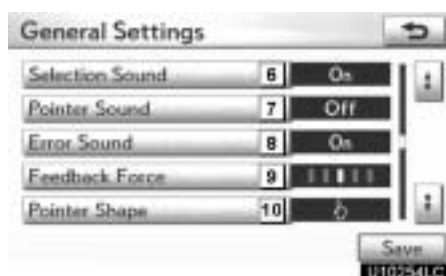 General Settings
Selection Sound 6 On
Pointer Sound 7 Off
Error Sound 8 On
Feedback Force 9
Pointer Shape 10
Save
U10254LC